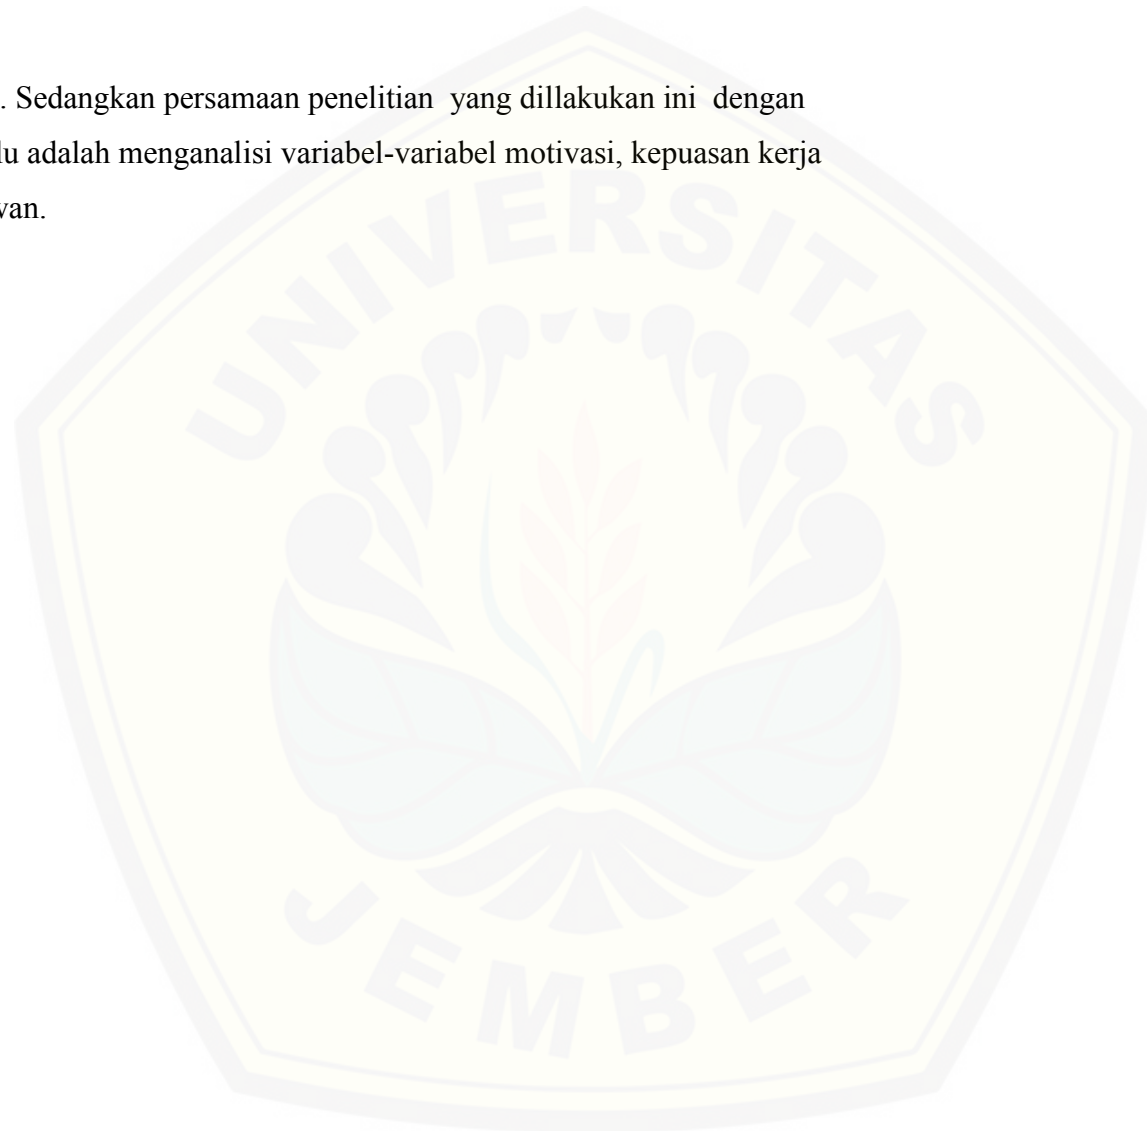 . Sedangkan persamaan penelitian yang dillakukan ini dengan
lu adalah menganalisi variabel-variabel motivasi, kepuasan kerja
van.
UNIVERSITAS
JEMBER